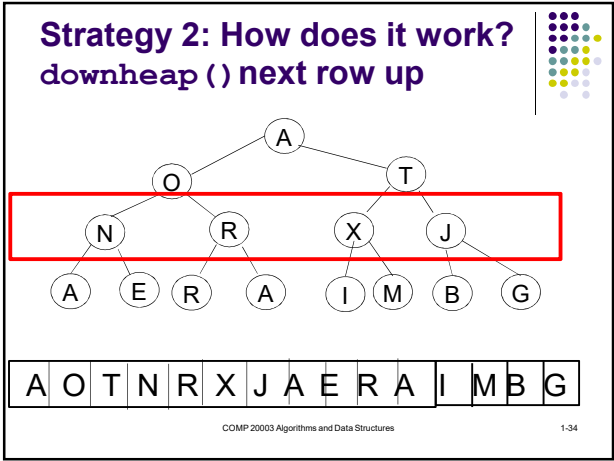 Strategy 2: How does it work?
downheap() next row up
A
O T
N R X J
A E R A I M B G
A O T N R X J A E R A I M B G
COMP 20003 Algorithms and Data Structures 1-34